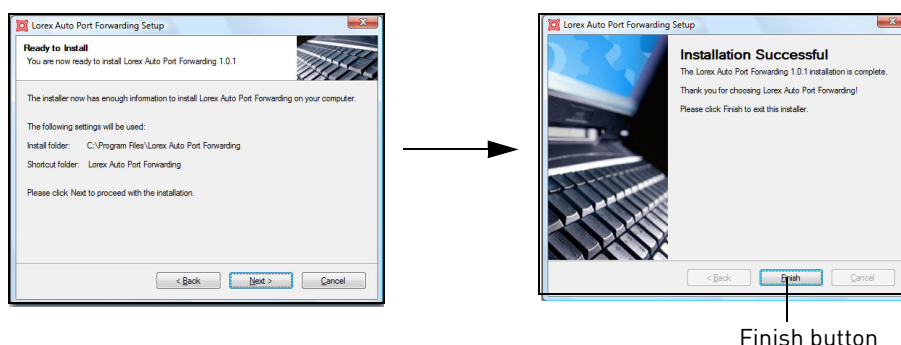 Lorex Auto Port Forwarding Setup
Ready to Install
You are now ready to install Lorex Auto Port Forwarding 1.0.1
The installer now has enough information to install Lorex Auto Port Forwarding on your computer.
The following settings will be used:
Install folder: C:\Program Files\Lorex Auto Port Forwarding
Shortcut folder: Lorex Auto Port Forwarding
Please click Next to proceed with the installation.
< Back
Next >
Cancel
Lorex Auto Port Forwarding Setup
Installation Successful
The Lorex Auto Port Forwarding 1.0.1 installation is complete.
Thank you for choosing Lorex Auto Port Forwarding!
Please click Finish to exit this installer.
< Back
Finish
Cancel
Finish button